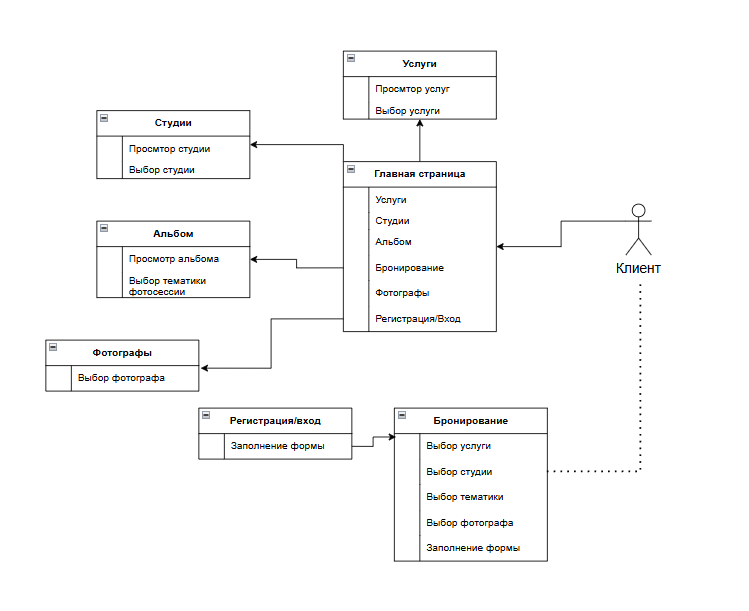 Услуги
Просмтор услуг
Выбор услуги
Студии
Просмтор студии
Выбор студии
Главная страница
Услуги
Студии
Альбом
Бронирование
Фотографы
Регистрация/Вход
Альбом
Просмотр альбома
Выбор тематики
фотосессии
Клиент
Фотографы
Выбор фотографа
Регистрация/вход
Заполнение формы
Бронирование
Выбор услуги
Выбор студии
Выбор тематики
Выбор фотографа
Заполнение формы